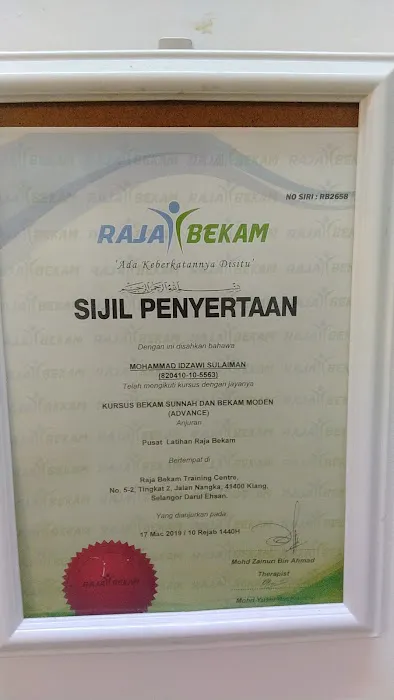 NO SIRI : RB2658
RAJA BEKAM
'Ada Keberkatannya Disitu'
SIJIL PENYERTAAN
Dengan ini disahkan bahawa
MOHAMMAD IDZAWI SULAIMAN
(820410-10-5563)
Telah mengikuti kursus dengan jayanya
KURSUS BEKAM SUNNAH DAN BEKAM MODEN
(ADVANCE)
Anjuran
Pusat Latihan Raja Bekam
Bertempat di
Raja Bekam Training Centre,
No. 5-2, Tingkat 2, Jalan Nangka, 41400 Klang,
Selangor Darul Ehsan.
Yang dianjurkan pada
17 Mac 2019 / 10 Rejab 1440H
Mohd Zainuri Bin Ahmad
Therapist
RAJA BEKAM